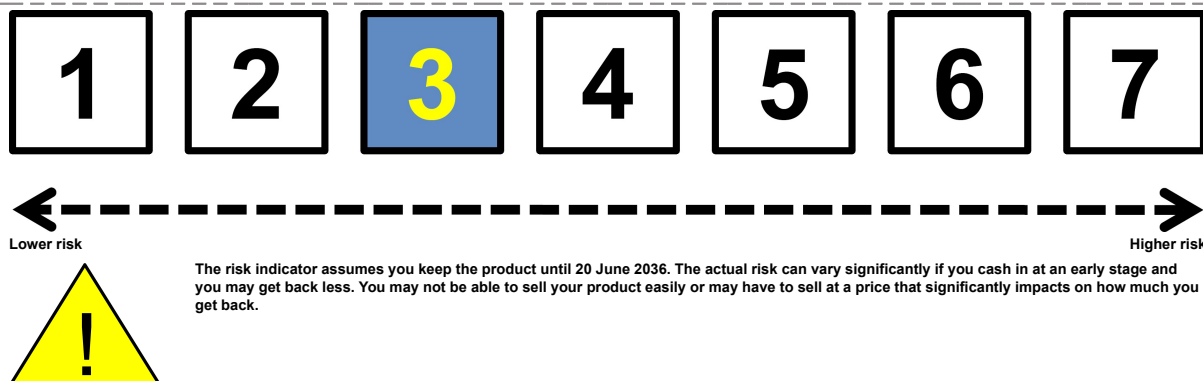 1 2 3 4 5 6 7
Lower risk Higher risk
The risk indicator assumes you keep the product until 20 June 2036. The actual risk can vary significantly if you cash in at an early stage and
you may get back less. You may not be able to sell your product easily or may have to sell at a price that significantly impacts on how much you
get back.
!